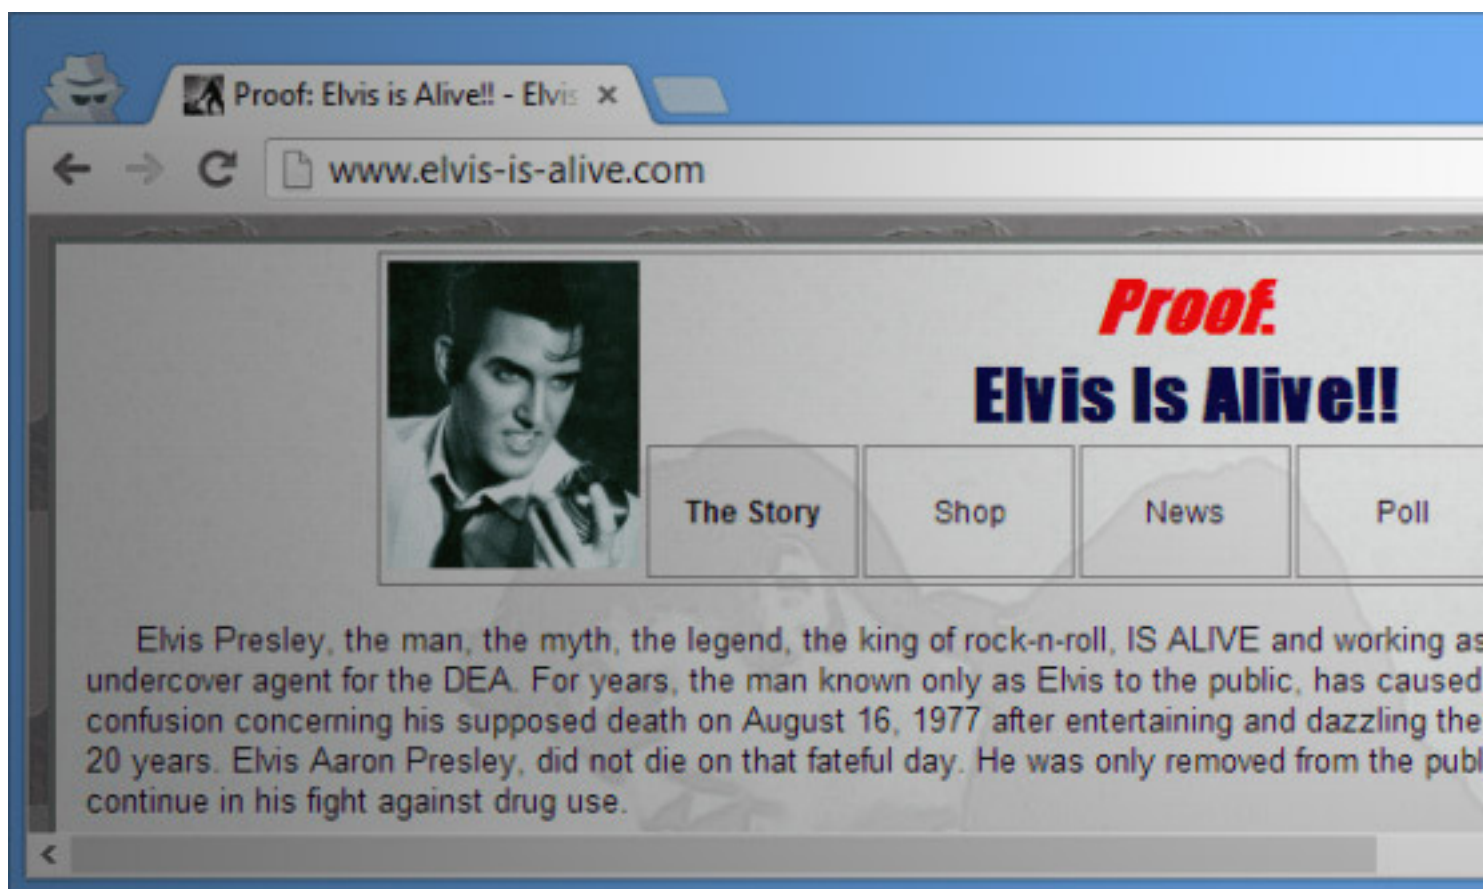 Proof: Elvis is Alive!! - Elvis
www.elvis-is-alive.com
Proof:
Elvis Is Alive!!
The Story Shop News Poll
Elvis Presley, the man, the myth, the legend, the king of rock-n-roll, IS ALIVE and working as
undercover agent for the DEA. For years, the man known only as Elvis to the public, has caused
confusion concerning his supposed death on August 16, 1977 after entertaining and dazzling the
20 years. Elvis Aaron Presley, did not die on that fateful day. He was only removed from the publ
continue in his fight against drug use.